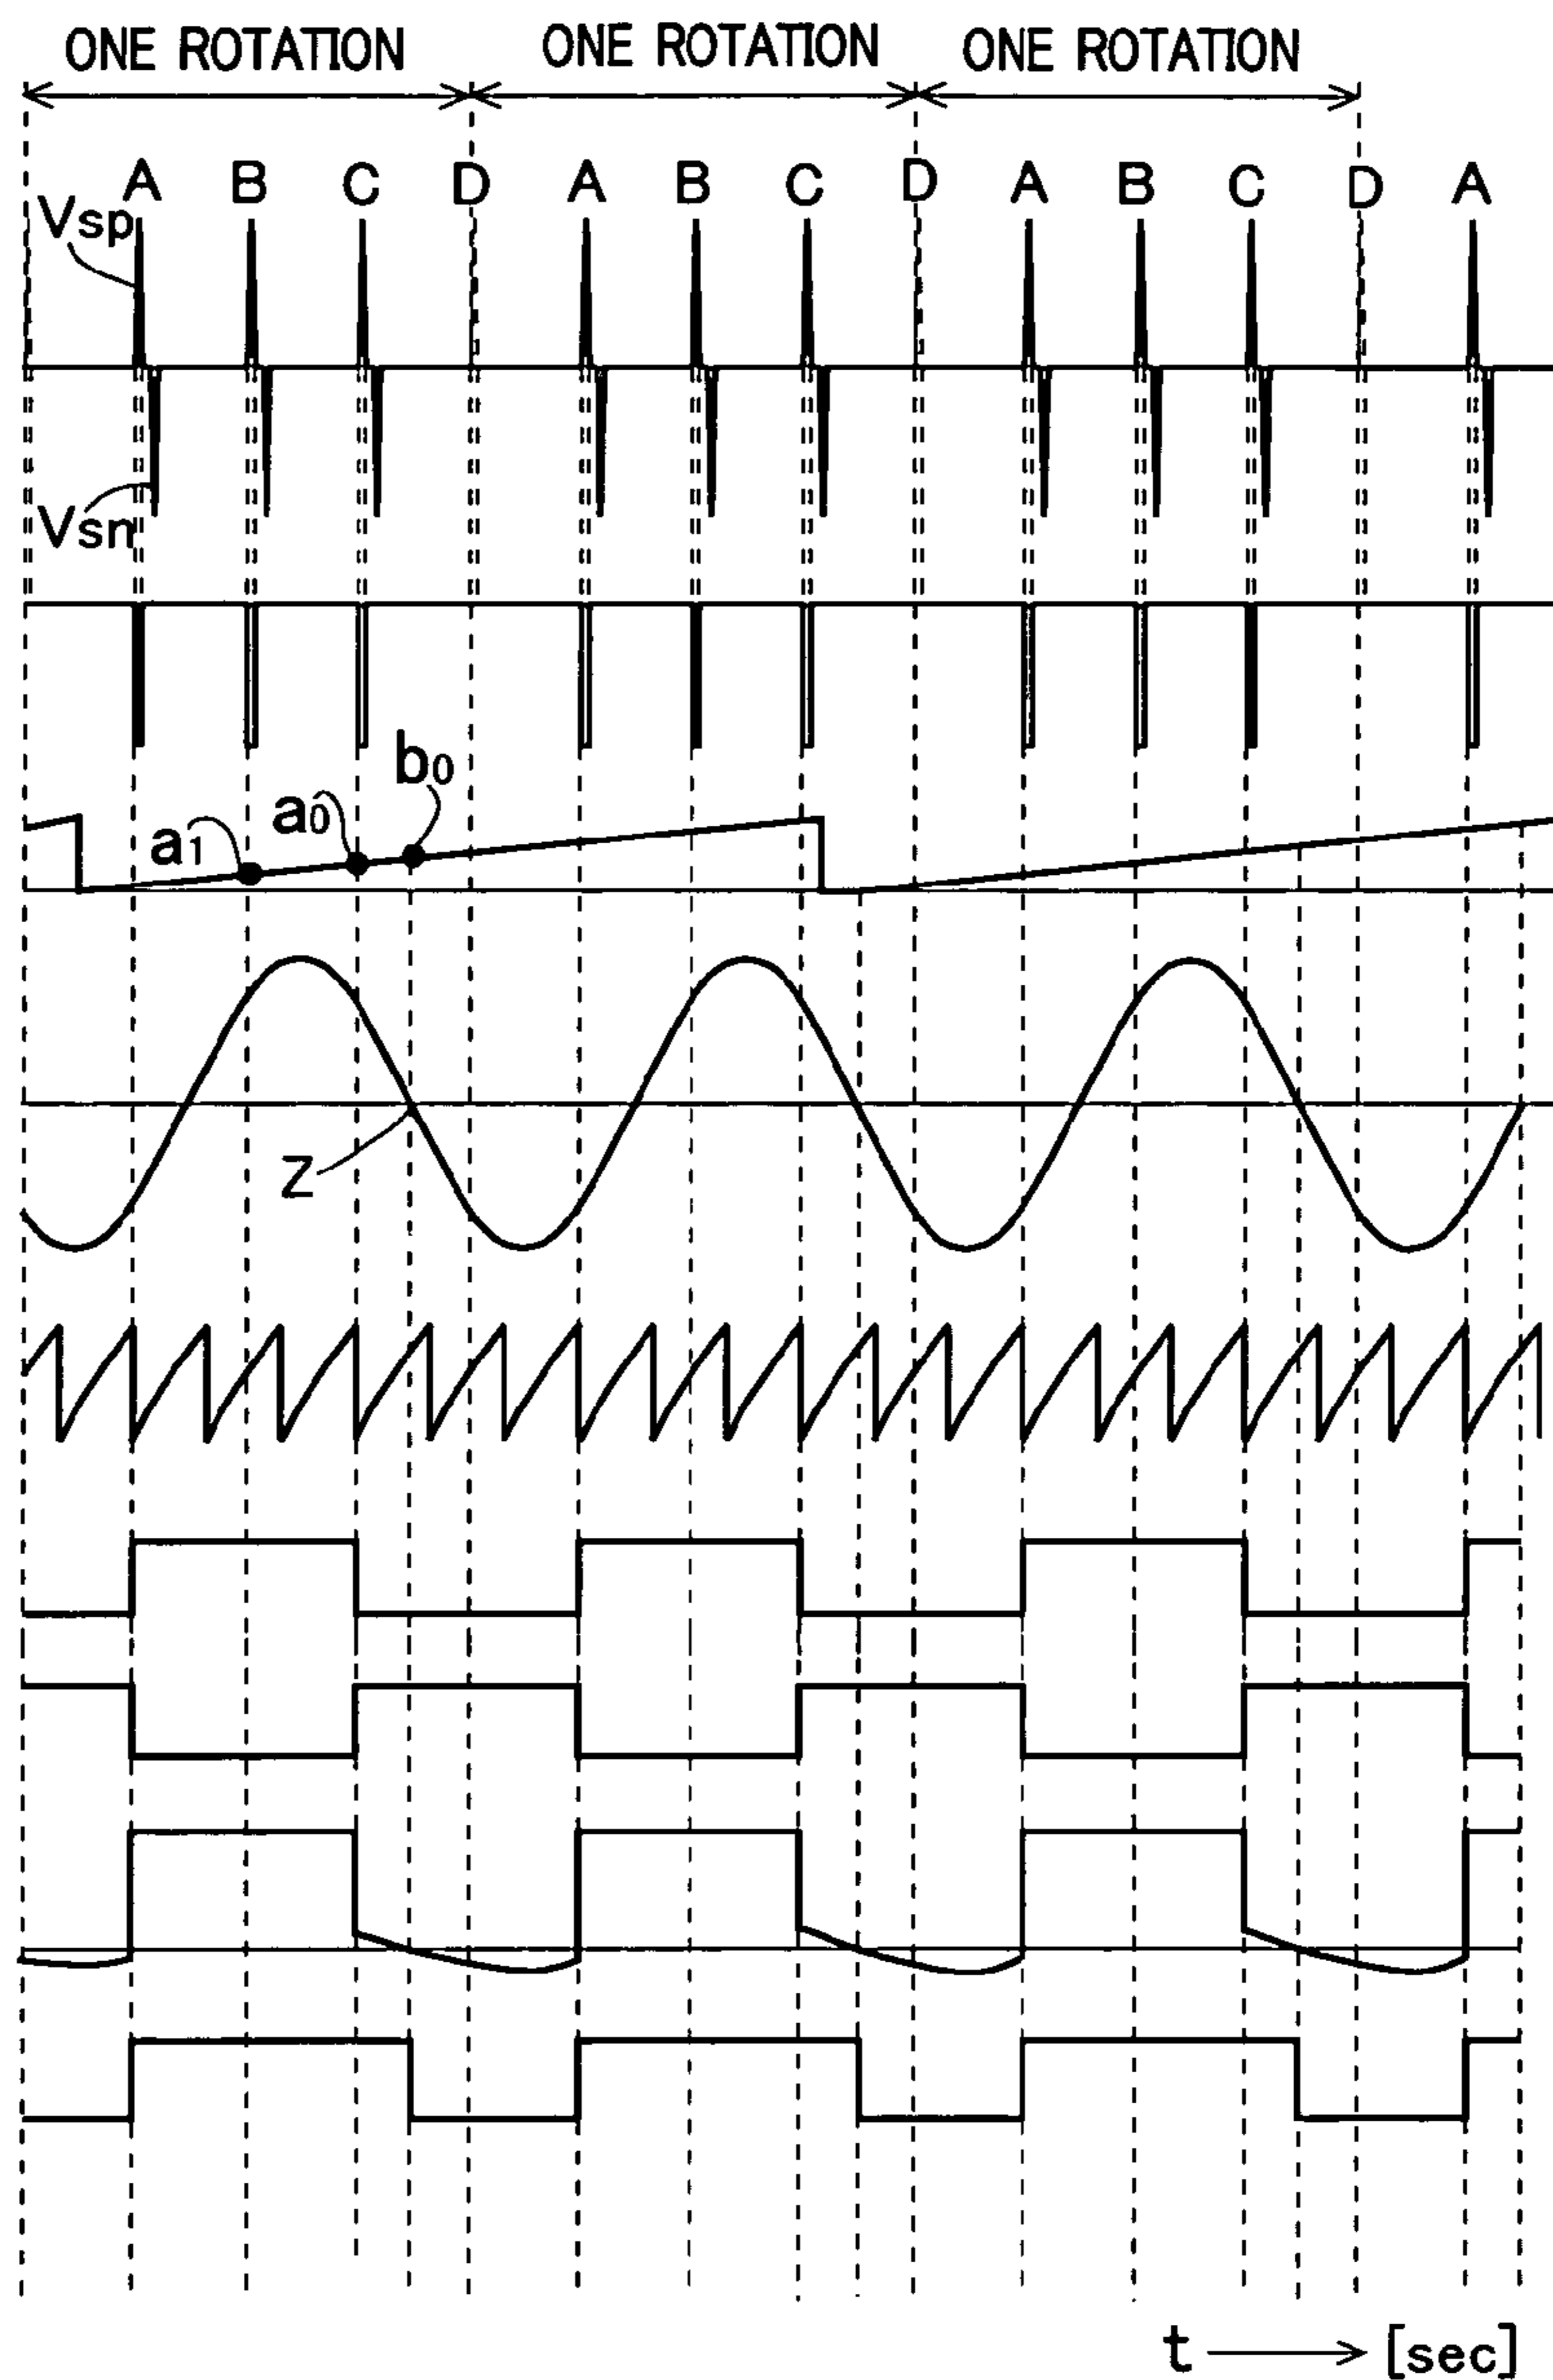 ONE ROTATION ONE ROTATION ONE ROTATION
A B C D A B C D A B C D A
Vsp
Vsn
b0
a0
a1
Z
t [sec]